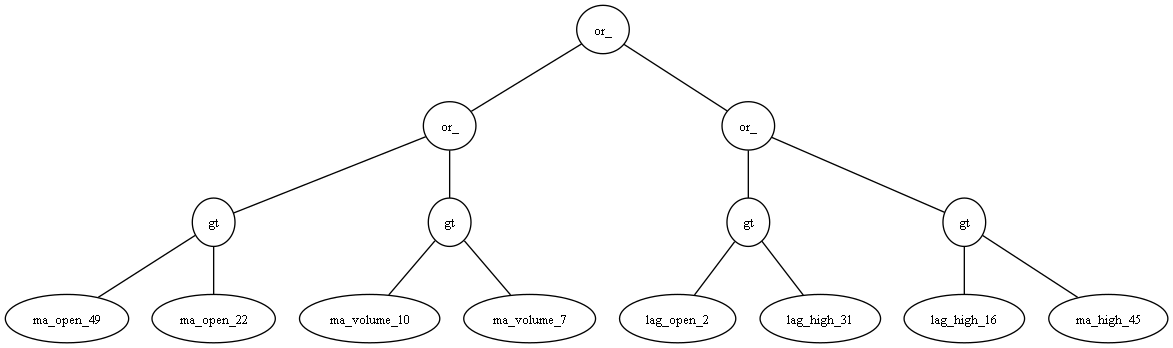 or_
or_
or_
gt
gt
gt
gt
ma_open_49
ma_open_22
ma_volume_10
ma_volume_7
lag_open_2
lag_high_31
lag_high_16
ma_high_45